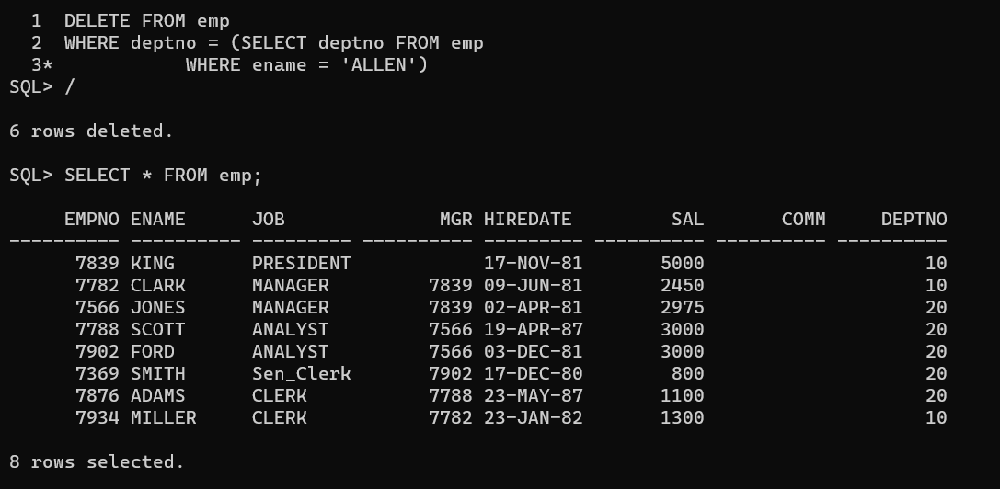 1  DELETE FROM emp
  2  WHERE deptno = (SELECT deptno FROM emp
  3*            WHERE ename = 'ALLEN')
SQL> /

6 rows deleted.

SQL> SELECT * FROM emp;

     EMPNO ENAME      JOB              MGR HIREDATE         SAL       COMM     DEPTNO
---------- ---------- --------- ---------- --------- ---------- ---------- ----------
      7839 KING       PRESIDENT            17-NOV-81       5000                    10
      7782 CLARK      MANAGER         7839 09-JUN-81       2450                    10
      7566 JONES      MANAGER         7839 02-APR-81       2975                    20
      7788 SCOTT      ANALYST         7566 19-APR-87       3000                    20
      7902 FORD       ANALYST         7566 03-DEC-81       3000                    20
      7369 SMITH      Sen_Clerk       7902 17-DEC-80        800                    20
      7876 ADAMS      CLERK           7788 23-MAY-87       1100                    20
      7934 MILLER     CLERK           7782 23-JAN-82       1300                    10

8 rows selected.